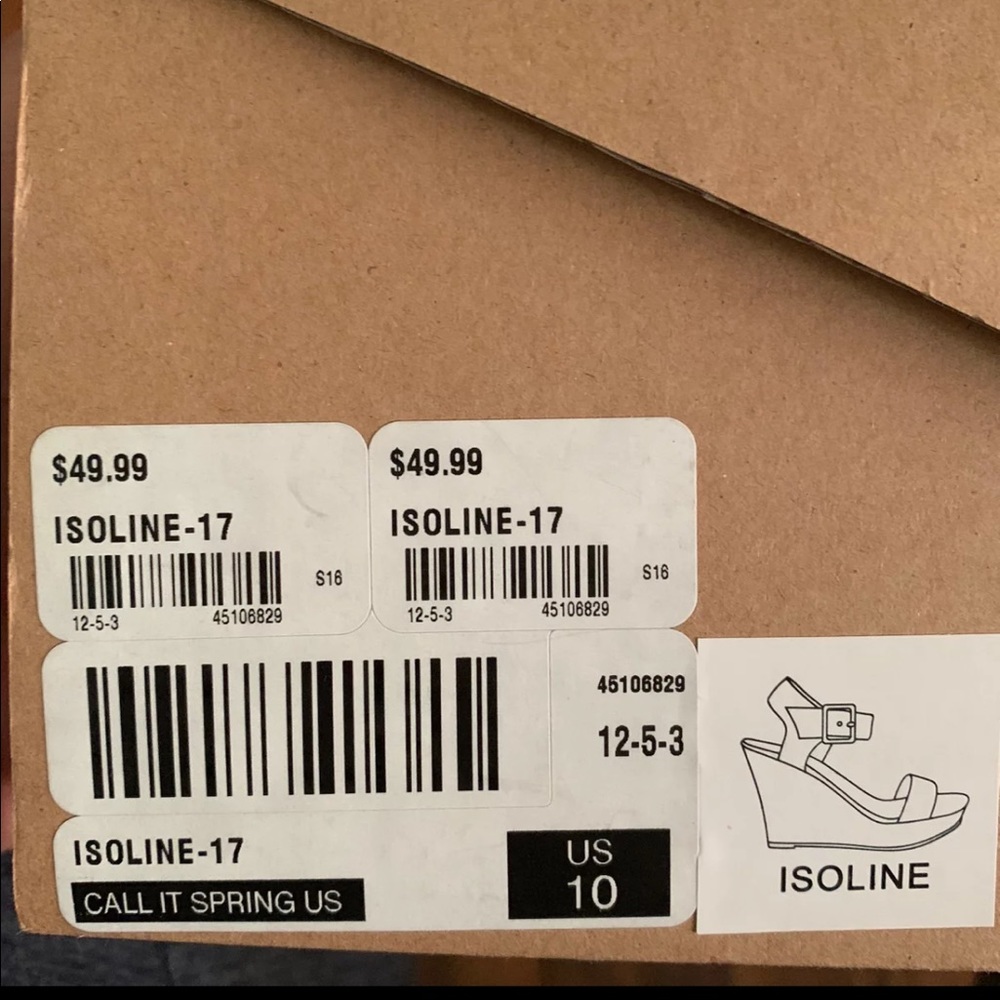 $49.99
ISOLINE-17
S16
12-5-3 45106829
$49.99
ISOLINE-17
S16
12-5-3 45106829
45106829
12-5-3
ISOLINE-17
CALL IT SPRING US
US
10
ISOLINE